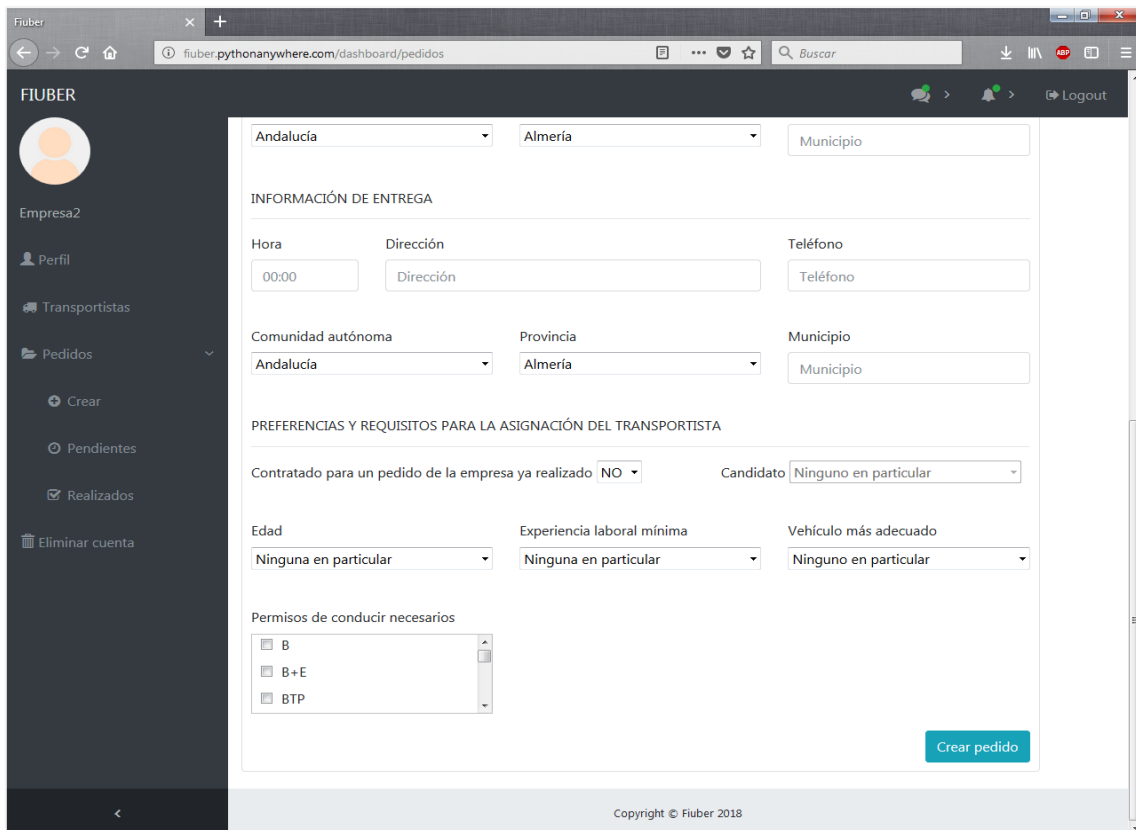 Fiuber
fiuber.pythonanywhere.com/dashboard/pedidos
Buscar
ABP
FIUBER
Logout
Empresa2
Perfil
Transportistas
Pedidos
Crear
Pendientes
Realizados
Eliminar cuenta
Andalucía Almería Municipio
INFORMACIÓN DE ENTREGA
Hora Dirección Teléfono
00:00 Dirección Teléfono
Comunidad autónoma Provincia Municipio
Andalucía Almería Municipio
PREFERENCIAS Y REQUISITOS PARA LA ASIGNACIÓN DEL TRANSPORTISTA
Contratado para un pedido de la empresa ya realizado NO Candidato Ninguno en particular
Edad Experiencia laboral mínima Vehículo más adecuado
Ninguna en particular Ninguna en particular Ninguno en particular
Permisos de conducir necesarios
B
B+E
BTP
Crear pedido
Copyright © Fiuber 2018